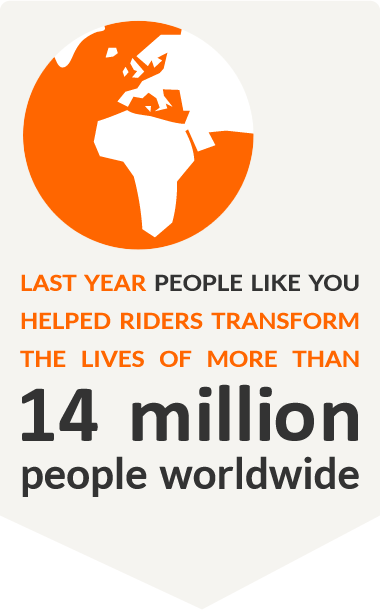 LAST YEAR PEOPLE LIKE YOU
HELPED RIDERS TRANSFORM
THE LIVES OF MORE THAN
14 million
people worldwide